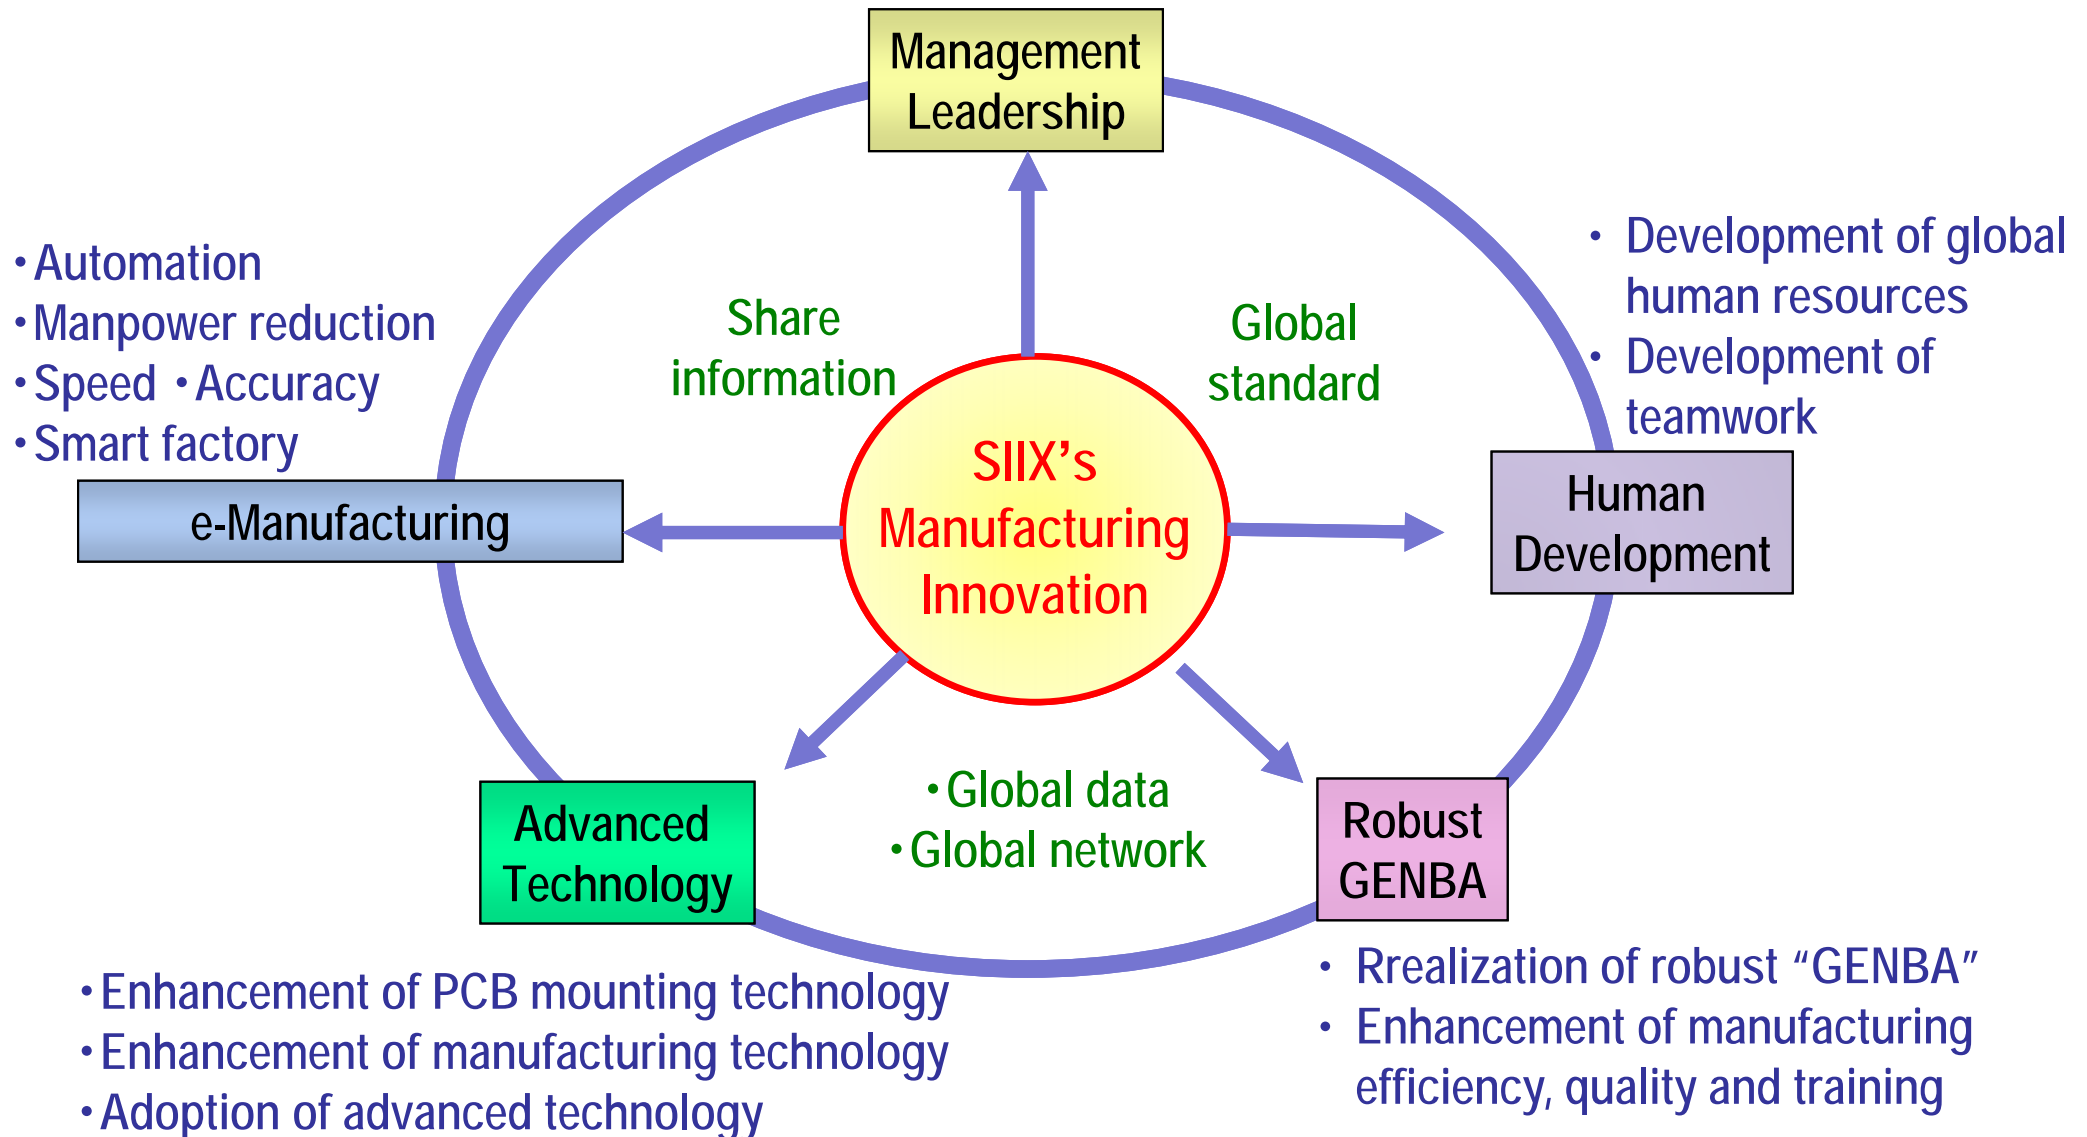 Management
Leadership
・Automation
・Manpower reduction
・Speed ・Accuracy
・Smart factory
e-Manufacturing
Share
information
Global
standard
・ Development of global
human resources
・ Development of
teamwork
Human
Development
SIIX’s
Manufacturing
Innovation
Advanced
Technology
・Global data
・Global network
Robust
GENBA
・Enhancement of PCB mounting technology
・Enhancement of manufacturing technology
・Adoption of advanced technology
・ Rrealization of robust “GENBA”
・ Enhancement of manufacturing
efficiency, quality and training